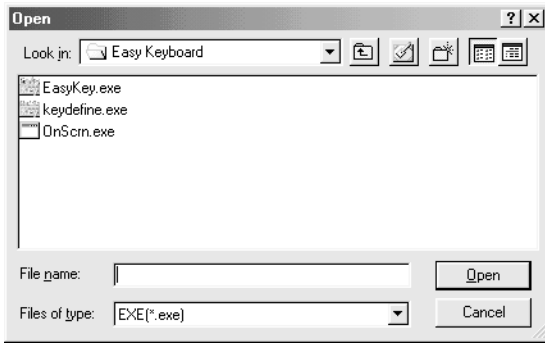 Open
Look in: Easy Keyboard
EasyKey.exe
keydefine.exe
OnScrn.exe
File name:
Open
Files of type: EXE(*.exe)
Cancel